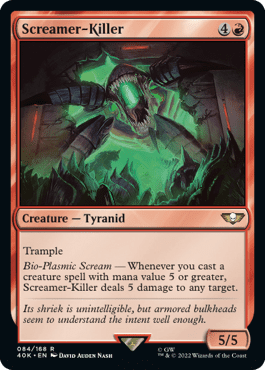 Screamer-Killer 4
Creature — Tyranid
Trample
Bio-Plasmic Scream — Whenever you cast a
creature spell with mana value 5 or greater,
Screamer-Killer deals 5 damage to any target.
Its shriek is unintelligible, but armored bulkheads
seem to understand the intent well enough.
5/5
084/168 R
40K • EN DAVID AUDEN NASH
© GW
™ & © 2022 Wizards of the Coast